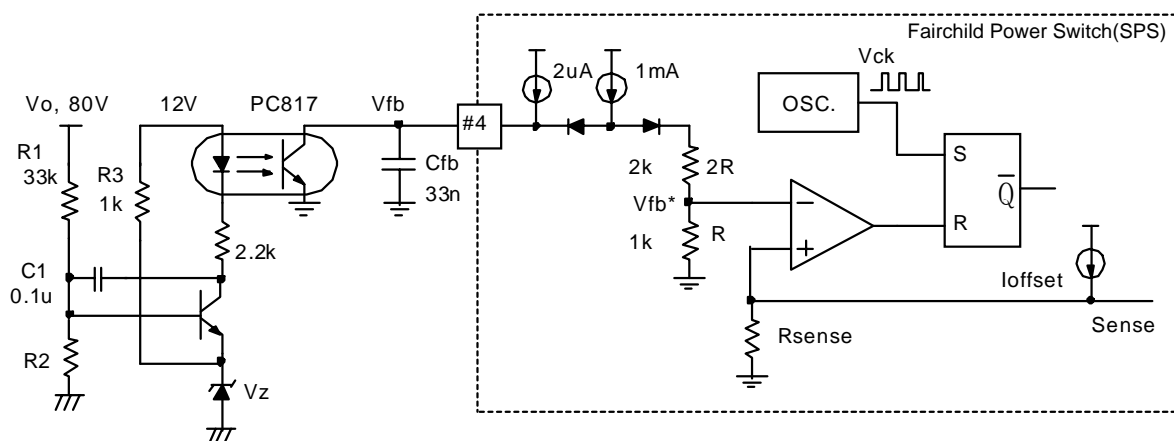 Fairchild Power Switch(SPS)
Vo, 80V
12V
PC817
Vfb
#4
2uA
1mA
Vck
OSC.
R1
33k
R3
1k
Cfb
33n
2k
2R
Vfb*
1k
R
S
R
Q
2.2k
C1
0.1u
R2
Vz
Ioffset
Rsense
Sense